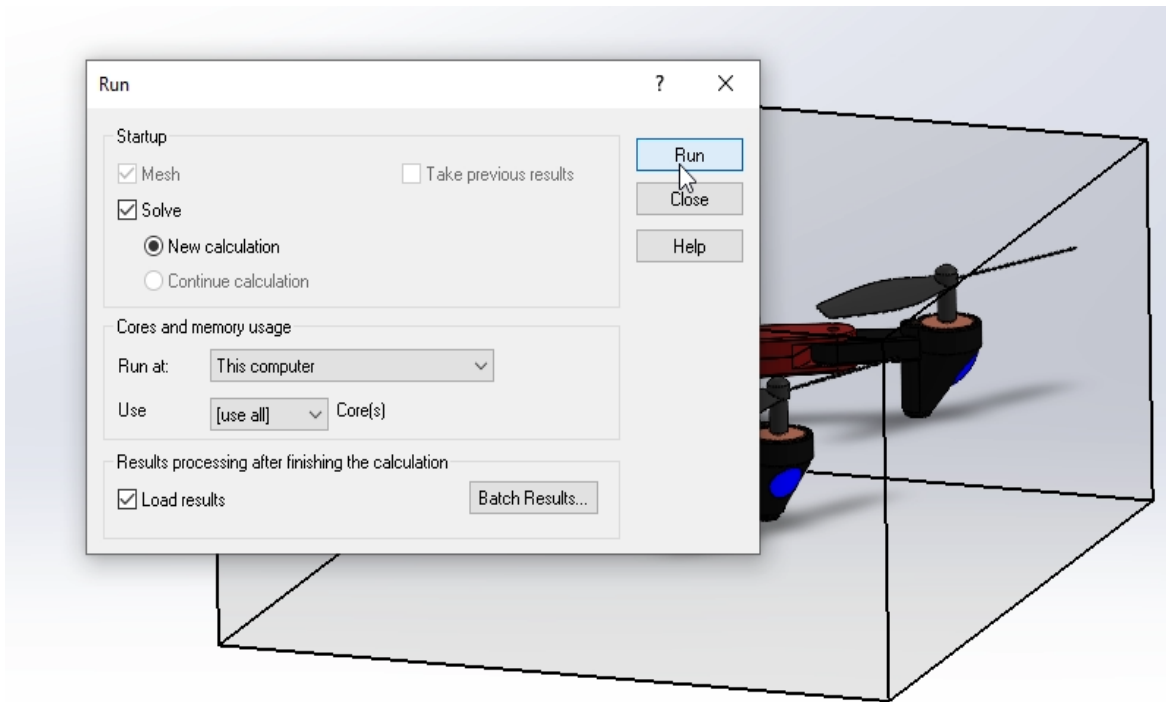 Run ?
Startup
Mesh Take previous results
Solve
New calculation
Continue calculation
Run
Close
Help
Cores and memory usage
Run at: This computer
Use [use all] Core(s)
Results processing after finishing the calculation
Load results Batch Results...